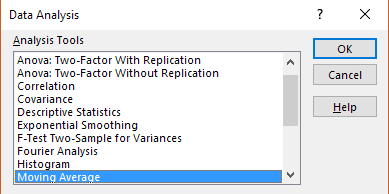 Data Analysis
?
Analysis Tools
Anova: Two-Factor With Replication
Anova: Two-Factor Without Replication
Correlation
Covariance
Descriptive Statistics
Exponential Smoothing
F-Test Two-Sample for Variances
Fourier Analysis
Histogram
Moving Average
OK
Cancel
Help